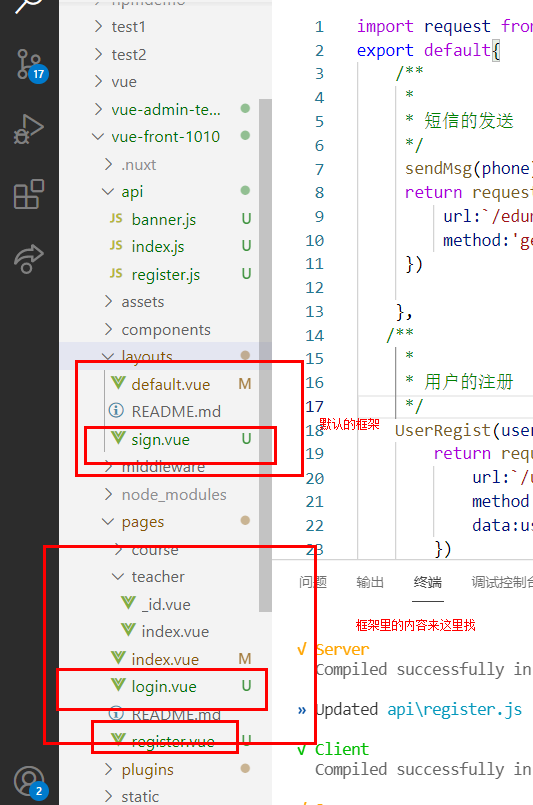 npmdemo
test1
test2
vue
vue-admin-te...
vue-front-1010
.nuxt
api
JS banner.js U
JS index.js U
JS register.js U
assets
components
layouts
default.vue M
README.md
sign.vue U
middleware
node_modules
pages
course
teacher
_id.vue
index.vue
index.vue M
login.vue U
README.md
register.vue U
plugins
static
17
2
1 import request from
2 export default{
3 /**
4 *
5 * 短信的发送
6 */
7 sendMsg(phone)
8 return request
9 url:`/edu
10 method:'ge
11 })
12
13 },
14 /**
15 *
16 * 用户的注册
17 */
默认的框架
18 UserRegist(user
19 return requ
20 url:`/u
21 method
22 data:us
23 })
问题 输出 终端 调试控制台
框架里的内容来这里找
√ Server
Compiled successfully in
» Updated api\register.js
√ Client
Compiled successfully in